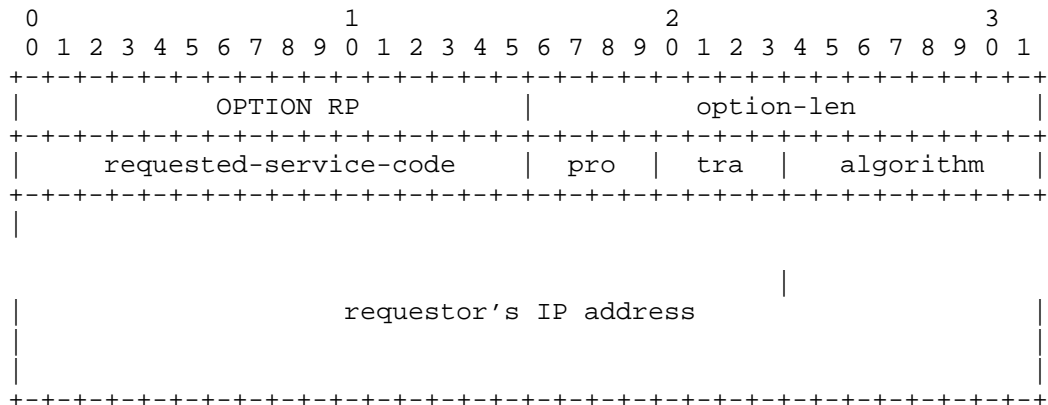 0                   1                   2                   3
0 1 2 3 4 5 6 7 8 9 0 1 2 3 4 5 6 7 8 9 0 1 2 3 4 5 6 7 8 9 0 1
+-+-+-+-+-+-+-+-+-+-+-+-+-+-+-+-+-+-+-+-+-+-+-+-+-+-+-+-+-+-+-+-+
|           OPTION RP           |          option-len           |
+-+-+-+-+-+-+-+-+-+-+-+-+-+-+-+-+-+-+-+-+-+-+-+-+-+-+-+-+-+-+-+-+
|    requested-service-code     |  pro  |  tra  |   algorithm   |
+-+-+-+-+-+-+-+-+-+-+-+-+-+-+-+-+-+-+-+-+-+-+-+-+-+-+-+-+-+-+-+-+
|
                                                |
|                    requestor's IP address                     |
|                                                               |
|                                                               |
+-+-+-+-+-+-+-+-+-+-+-+-+-+-+-+-+-+-+-+-+-+-+-+-+-+-+-+-+-+-+-+-+